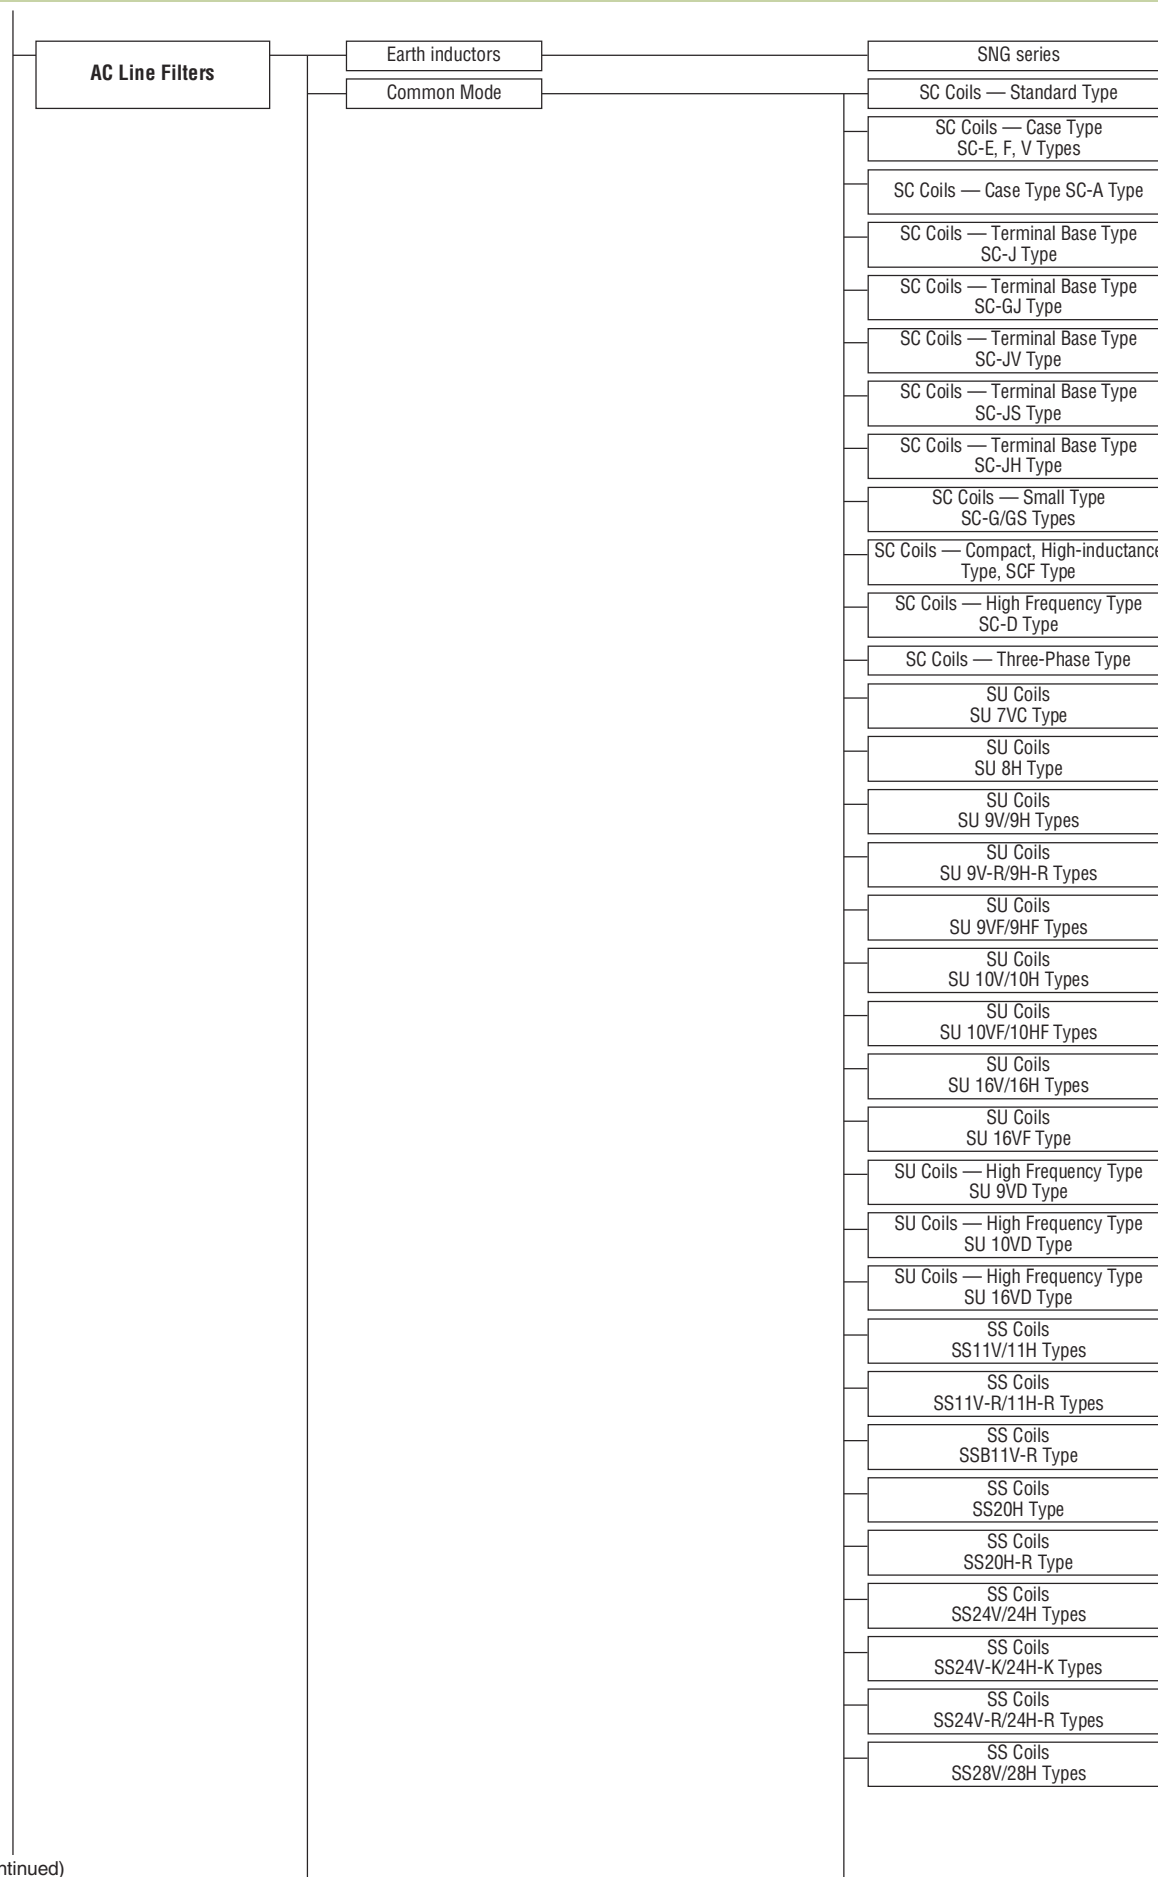 AC Line Filters
Earth inductors
SNG series
Common Mode
SC Coils — Standard Type
SC Coils — Case Type
SC-E, F, V Types
SC Coils — Case Type SC-A Type
SC Coils — Terminal Base Type
SC-J Type
SC Coils — Terminal Base Type
SC-GJ Type
SC Coils — Terminal Base Type
SC-JV Type
SC Coils — Terminal Base Type
SC-JS Type
SC Coils — Terminal Base Type
SC-JH Type
SC Coils — Small Type
SC-G/GS Types
SC Coils — Compact, High-inductance
Type, SCF Type
SC Coils — High Frequency Type
SC-D Type
SC Coils — Three-Phase Type
SU Coils
SU 7VC Type
SU Coils
SU 8H Type
SU Coils
SU 9V/9H Types
SU Coils
SU 9V-R/9H-R Types
SU Coils
SU 9VF/9HF Types
SU Coils
SU 10V/10H Types
SU Coils
SU 10VF/10HF Types
SU Coils
SU 16V/16H Types
SU Coils
SU 16VF Type
SU Coils — High Frequency Type
SU 9VD Type
SU Coils — High Frequency Type
SU 10VD Type
SU Coils — High Frequency Type
SU 16VD Type
SS Coils
SS11V/11H Types
SS Coils
SS11V-R/11H-R Types
SS Coils
SSB11V-R Type
SS Coils
SS20H Type
SS Coils
SS20H-R Type
SS Coils
SS24V/24H Types
SS Coils
SS24V-K/24H-K Types
SS Coils
SS24V-R/24H-R Types
SS Coils
SS28V/28H Types
ntinued)